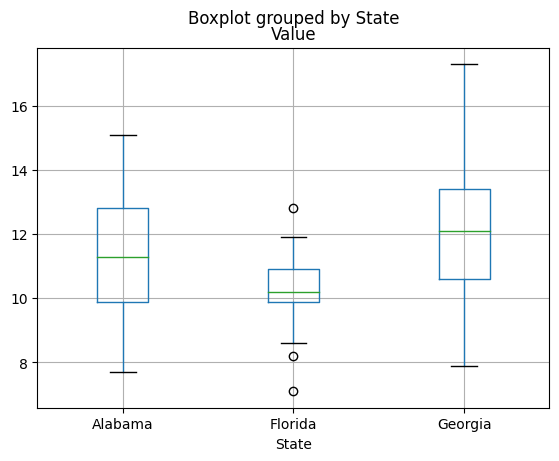 Boxplot grouped by State
Value
16
14
12
10
8
Alabama Florida Georgia
State